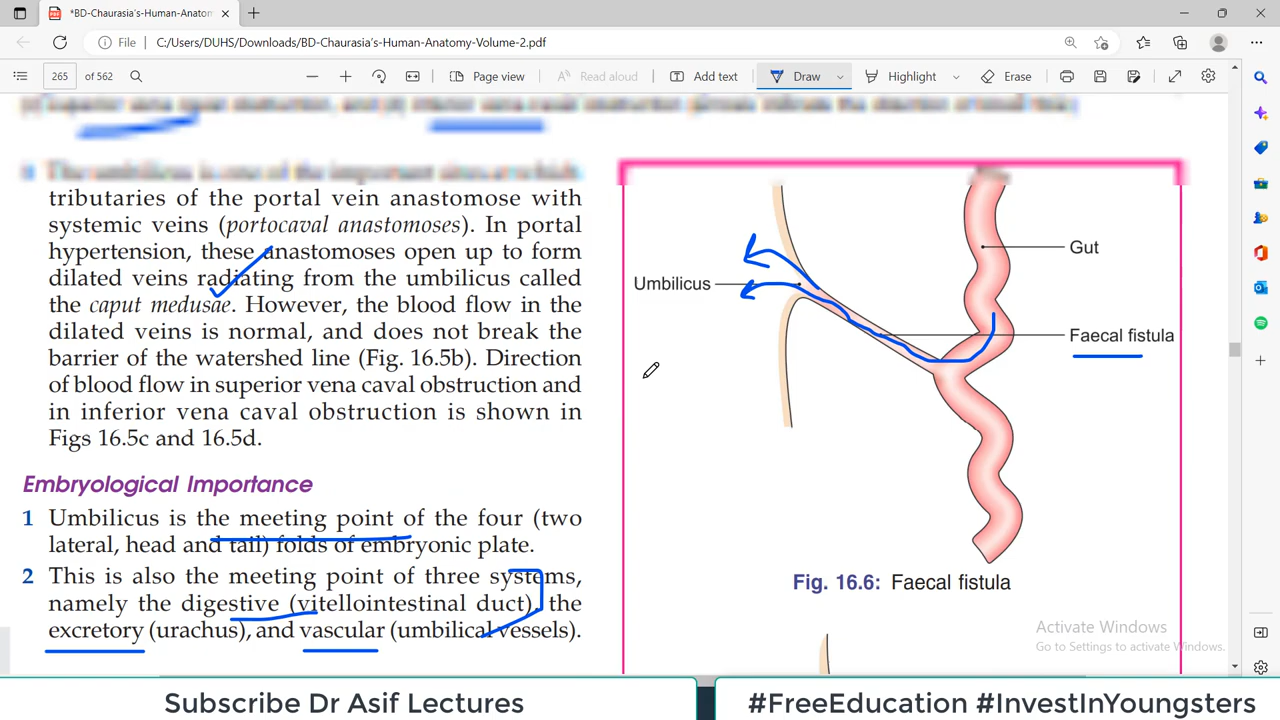 *BD-Chaurasia's-Human-Anatom
File
C:/Users/DUHS/Downloads/BD-Chaurasia's-Human-Anatomy-Volume-2.pdf
265 of 562
Page view
Read aloud
Add text
Draw
Highlight
Erase
tributaries of the portal vein anastomose with
systemic veins (portocaval anastomoses). In portal
hypertension, these anastomoses open up to form
dilated veins radiating from the umbilicus called
the caput medusae. However, the blood flow in the
dilated veins is normal, and does not break the
barrier of the watershed line (Fig. 16.5b). Direction
of blood flow in superior vena caval obstruction and
in inferior vena caval obstruction is shown in
Figs 16.5c and 16.5d.
Embryological Importance
1 Umbilicus is the meeting point of the four (two
lateral, head and tail) folds of embryonic plate.
2 This is also the meeting point of three systems,
namely the digestive (vitellointestinal duct), the
excretory (urachus), and vascular (umbilical vessels).
Gut
Umbilicus
Faecal fistula
Fig. 16.6: Faecal fistula
Activate Windows
Go to Settings to activate Windows.
Subscribe Dr Asif Lectures
#FreeEducation #InvestInYoungsters